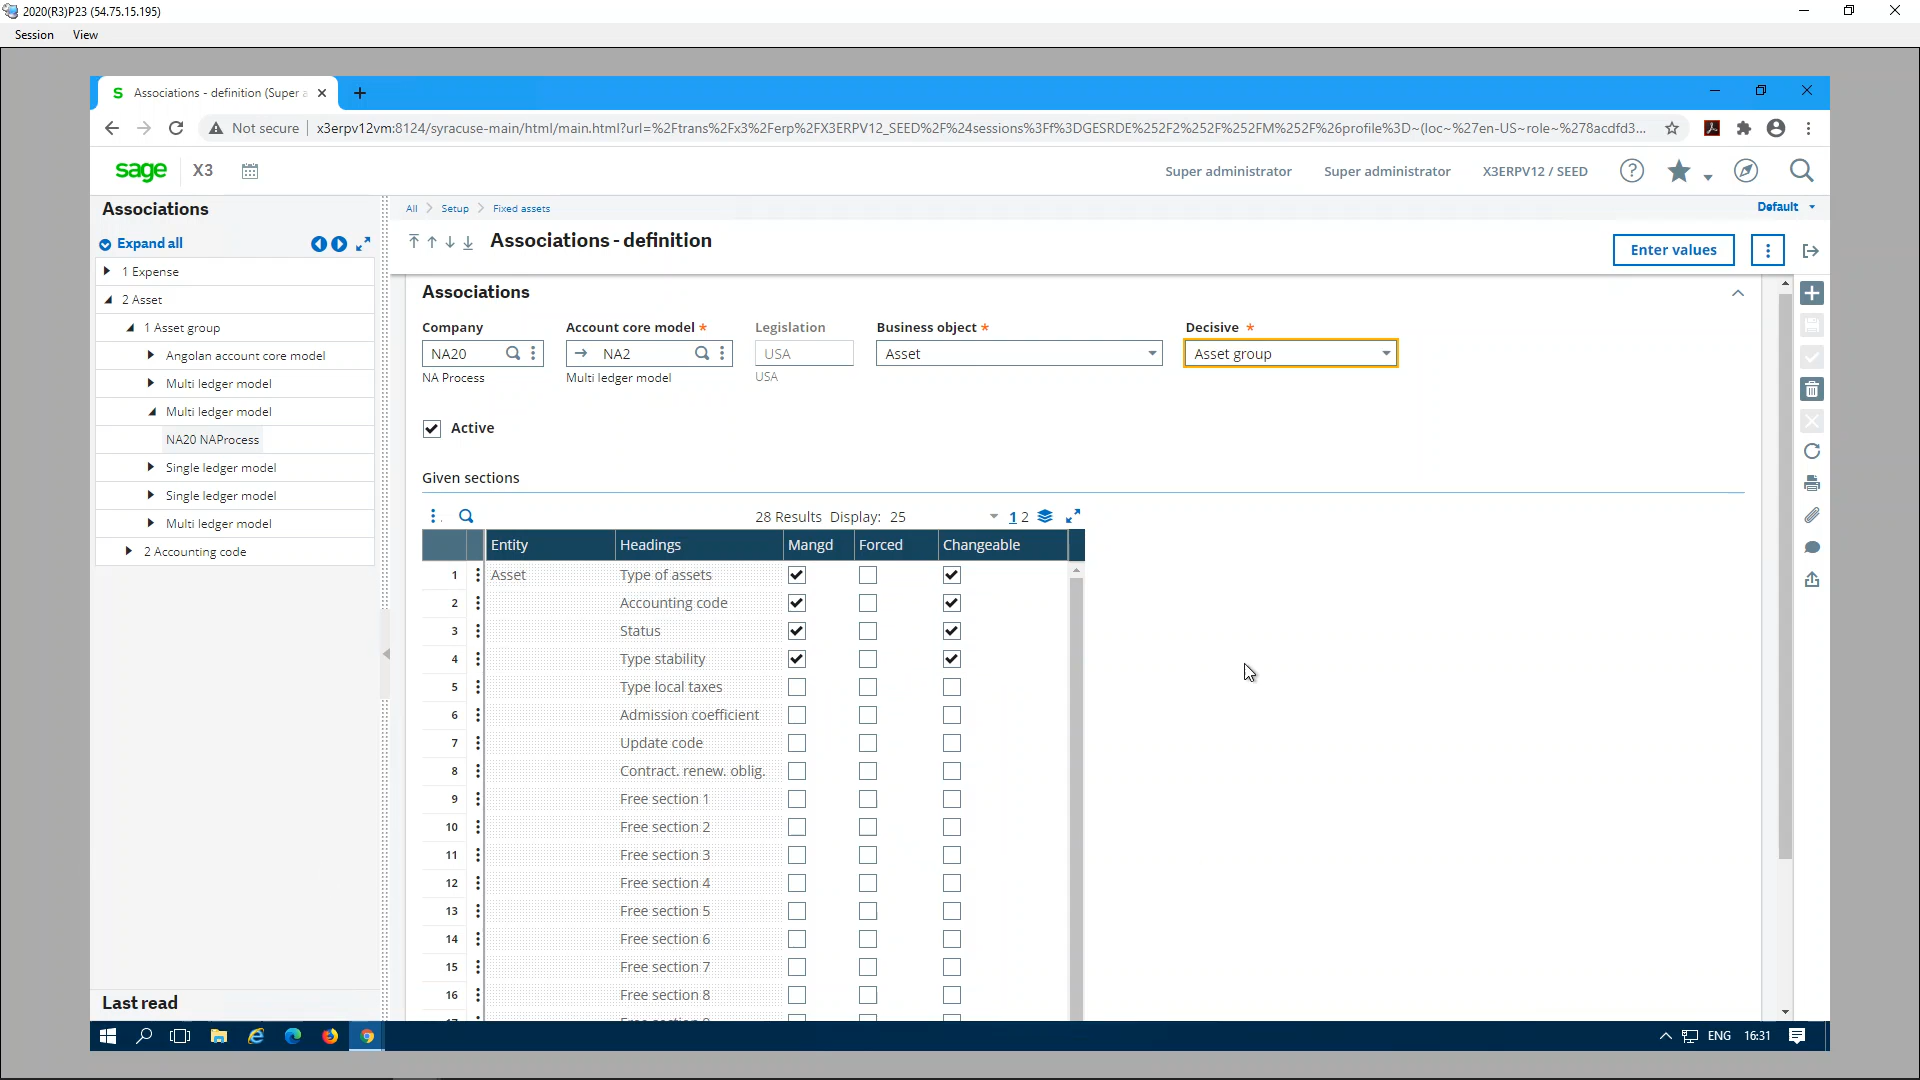 2020(R3)P23 (54.75.15.195)
Session View
Associations - definition (Super a
Not secure x3erpv12vm:8124/syracuse-main/html/main.html?url=%2Ftrans%2Fx3%2Ferp%2FX3ERPV12_SEED%2F%24sessions%3Ff%3DGESRDE%252F2%252F%252FM%252F%26profile%3D~(loc~%27en-US~role~%278acdfd3...
sage X3
Super administrator Super administrator X3ERPV12 / SEED
Associations
All Setup Fixed assets
Default
Expand all
Associations - definition
Enter values
1 Expense
2 Asset
1 Asset group
Angolan account core model
Multi ledger model
Multi ledger model
NA20 NAProcess
Single ledger model
Single ledger model
Multi ledger model
2 Accounting code
Last read
Associations
Company Account core model * Legislation Business object * Decisive *
NA20 NA2 USA Asset Asset group
NA Process Multi ledger model USA
Active
Given sections
28 Results Display: 25 1 2
Entity Headings Mangd Forced Changeable
1 Asset Type of assets
2 Accounting code
3 Status
4 Type stability
5 Type local taxes
6 Admission coefficient
7 Update code
8 Contract. renew. oblig.
9 Free section 1
10 Free section 2
11 Free section 3
12 Free section 4
13 Free section 5
14 Free section 6
15 Free section 7
16 Free section 8
ENG 16:31